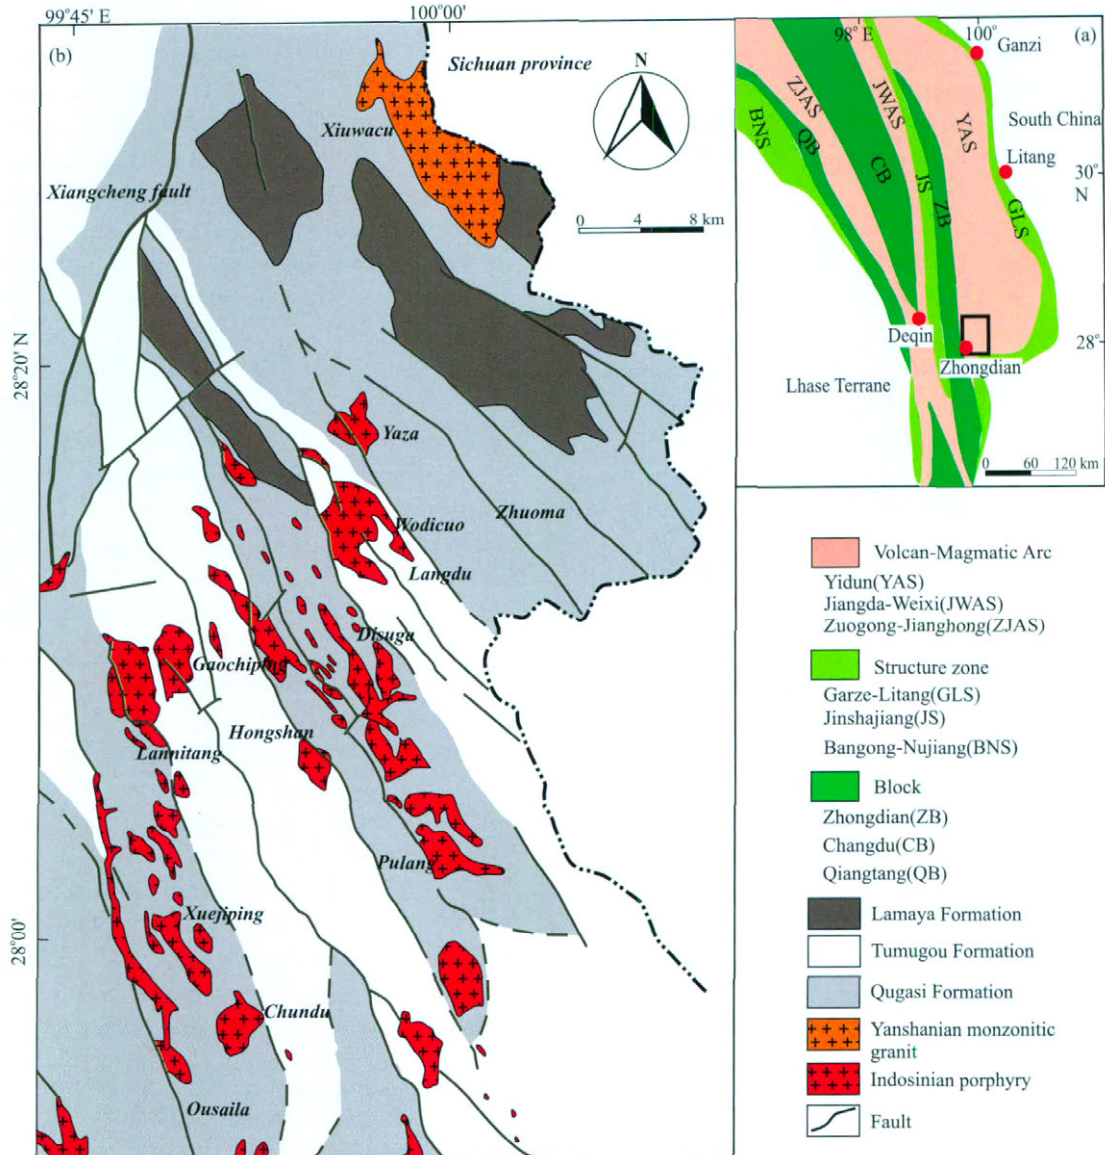 99°45' E
100°00'
(b)
N
Sichuan province
Xiuwacu
Xiangcheng fault
0 4 8 km
28°20' N
Yaza
Zhuoma
Wodicuo
Langdu
Disuga
Gaochiping
Hongshan
Lannitang
Pulang
Xuejiping
28°00'
Chundu
Ousaila
98° E
100°
(a)
Ganzi
ZJAS
JWAS
BNS
QB
YAS
South China
CB
Litang
30°
N
JS
ZB
GLS
Deqin
28°
Zhongdian
Lhase Terrane
0 60 120 km
Volcan-Magmatic Arc
Yidun(YAS)
Jiangda-Weixi(JWAS)
Zuogong-Jianghong(ZJAS)
Structure zone
Garze-Litang(GLS)
Jinshajiang(JS)
Bangong-Nujiang(BNS)
Block
Zhongdian(ZB)
Changdu(CB)
Qiangtang(QB)
Lamaya Formation
Tumugou Formation
Qugasi Formation
Yanshanian monzonitic
granit
Indosinian porphyry
Fault